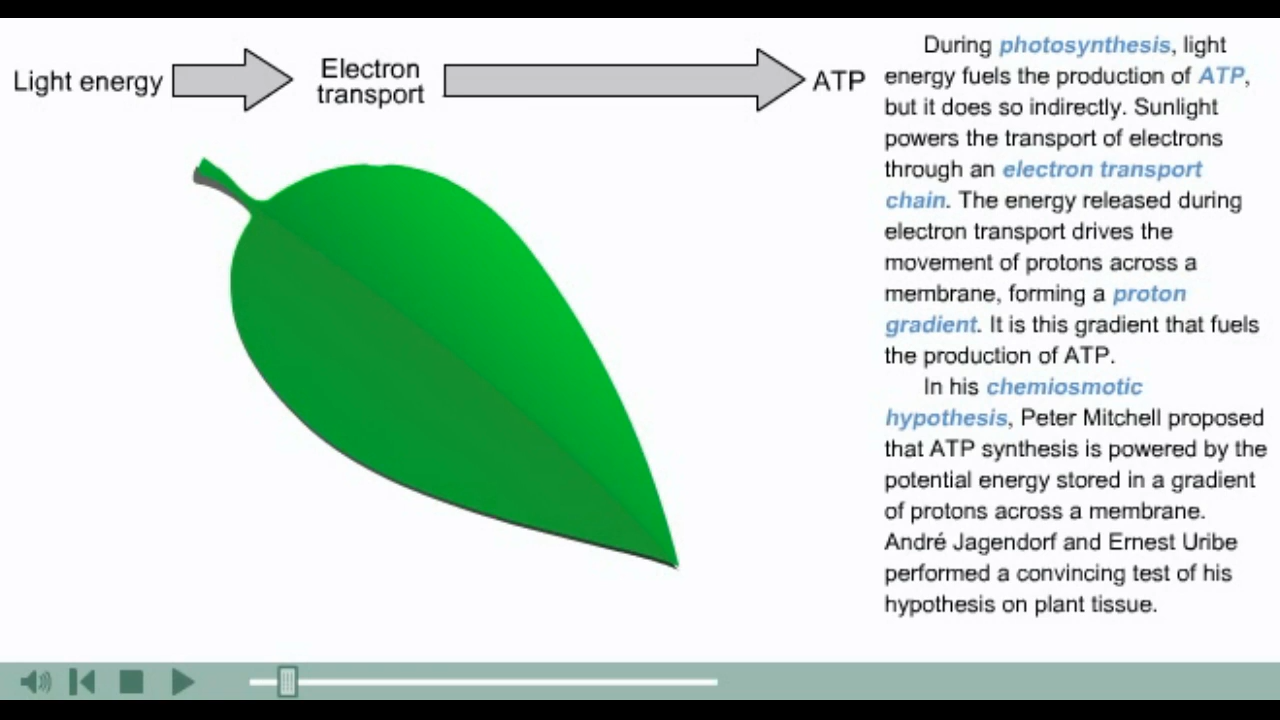 Light energy
Electron
transport
ATP
During photosynthesis, light
energy fuels the production of ATP,
but it does so indirectly. Sunlight
powers the transport of electrons
through an electron transport
chain. The energy released during
electron transport drives the
movement of protons across a
membrane, forming a proton
gradient. It is this gradient that fuels
the production of ATP.
In his chemiosmotic
hypothesis, Peter Mitchell proposed
that ATP synthesis is powered by the
potential energy stored in a gradient
of protons across a membrane.
André Jagendorf and Ernest Uribe
performed a convincing test of his
hypothesis on plant tissue.